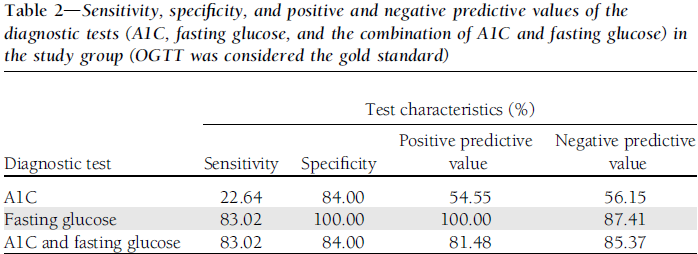 Table 2—Sensitivity, specificity, and positive and negative predictive values of the
diagnostic tests (A1C, fasting glucose, and the combination of A1C and fasting glucose) in
the study group (OGTT was considered the gold standard)
Test characteristics (%)
Positive predictive Negative predictive
Diagnostic test Sensitivity Specificity value value
A1C 22.64 84.00 54.55 56.15
Fasting glucose 83.02 100.00 100.00 87.41
A1C and fasting glucose 83.02 84.00 81.48 85.37